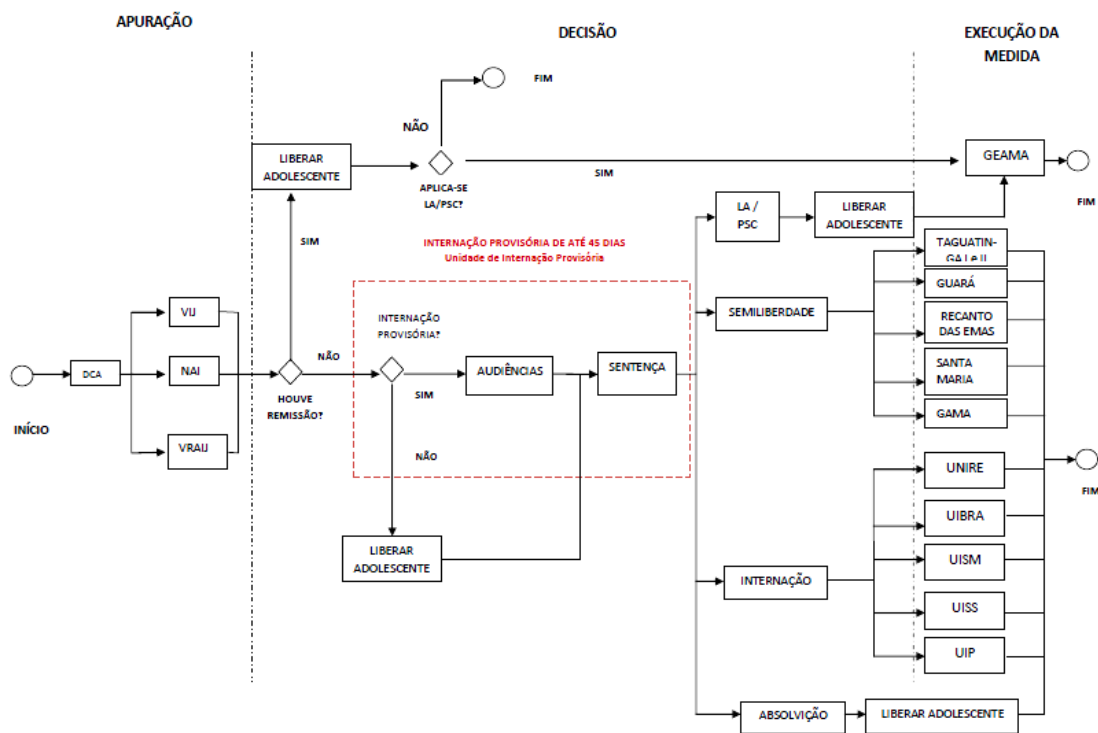 APURAÇÃO
DECISÃO
EXECUÇÃO DA
MEDIDA
FIM
NÃO
LIBERAR
ADOLESCENTE
APLICA-SE
LA/PSC?
SIM
GEAMA
FIM
SIM
LA /
PSC
LIBERAR
ADOLESCENTE
INTERNAÇÃO PROVISÓRIA DE ATÉ 45 DIAS
Unidade de Internação Provisória
TAGUATIN-
GA I e II
GUARÁ
VIJ
INTERNAÇÃO
PROVISÓRIA?
SEMILIBERDADE
RECANTO
DAS EMAS
NÃO
DCA
NAI
AUDIÊNCIAS
SENTENÇA
SANTA
MARIA
SIM
HOUVE
REMISSÃO?
GAMA
INÍCIO
VRAIJ
NÃO
UNIRE
FIM
UIBRA
LIBERAR
ADOLESCENTE
UISM
INTERNAÇÃO
UISS
UIP
ABSOLVIÇÃO
LIBERAR ADOLESCENTE